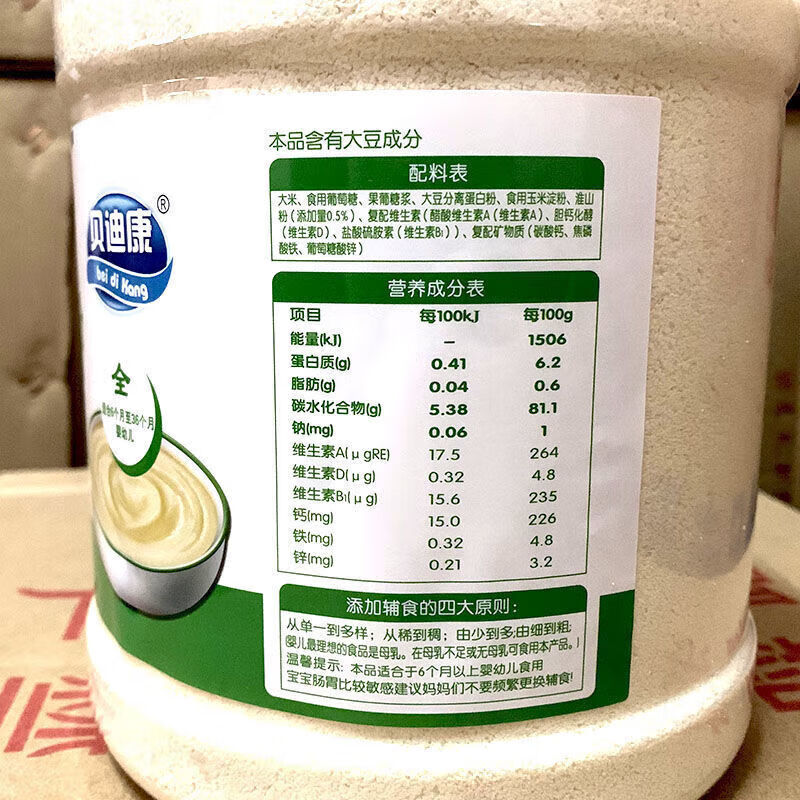 本品含有大豆成分
配料表
大米、食用葡萄糖、果葡糖浆、大豆分离蛋白粉、食用玉米淀粉、淮山
粉（添加量0.5%）、复配维生素（醋酸维生素A（维生素A）、胆钙化醇
（维生素D）、盐酸硫胺素（维生素B₁））、复配矿物质（碳酸钙、焦磷
酸铁、葡萄糖酸锌）
贝迪康®
bei di Kang
营养成分表
项目 每100kJ 每100g
能量(kJ) – 1506
蛋白质(g) 0.41 6.2
脂肪(g) 0.04 0.6
碳水化合物(g) 5.38 81.1
钠(mg) 0.06 1
维生素A(μgRE) 17.5 264
维生素D(μg) 0.32 4.8
维生素B₁(μg) 15.6 235
钙(mg) 15.0 226
铁(mg) 0.32 4.8
锌(mg) 0.21 3.2
全
适合6个月至36个月
婴幼儿
添加辅食的四大原则：
从单一到多样；从稀到稠；由少到多;由细到粗;
(婴儿最理想的食品是母乳。在母乳不足或无母乳可食用本产品。)
温馨提示：本品适合于6个月以上婴幼儿食用
宝宝肠胃比较敏感建议妈妈们不要频繁更换辅食!